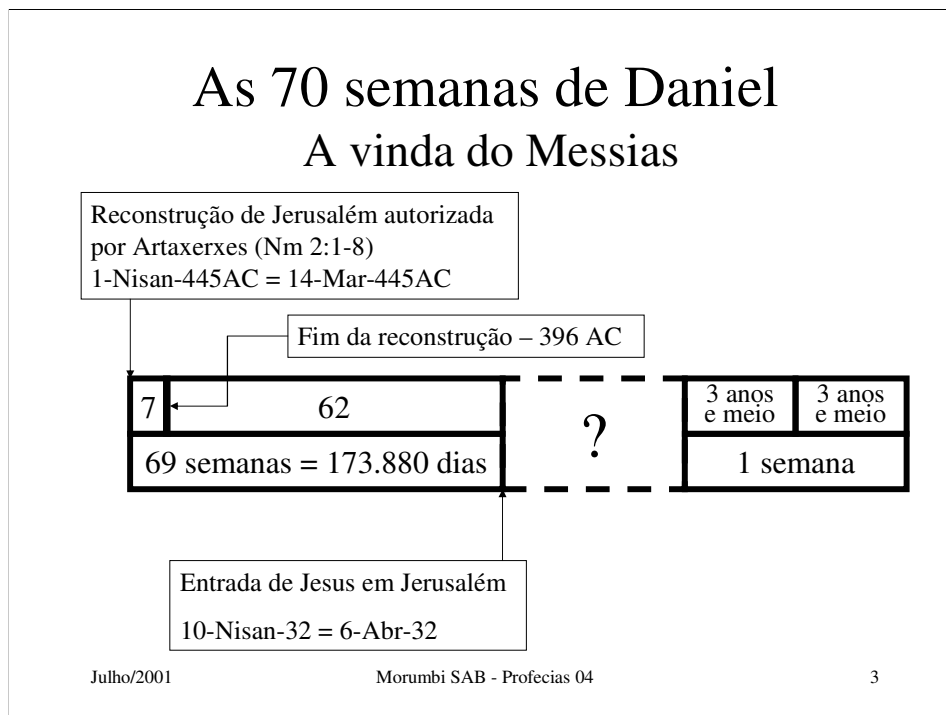 As 70 semanas de Daniel
A vinda do Messias
Reconstrução de Jerusalém autorizada
por Artaxerxes (Nm 2:1-8)
1-Nisan-445AC = 14-Mar-445AC
Fim da reconstrução – 396 AC
7
62
?
3 anos
e meio
3 anos
e meio
69 semanas = 173.880 dias
1 semana
Entrada de Jesus em Jerusalém
10-Nisan-32 = 6-Abr-32
Julho/2001
Morumbi SAB - Profecias 04
3